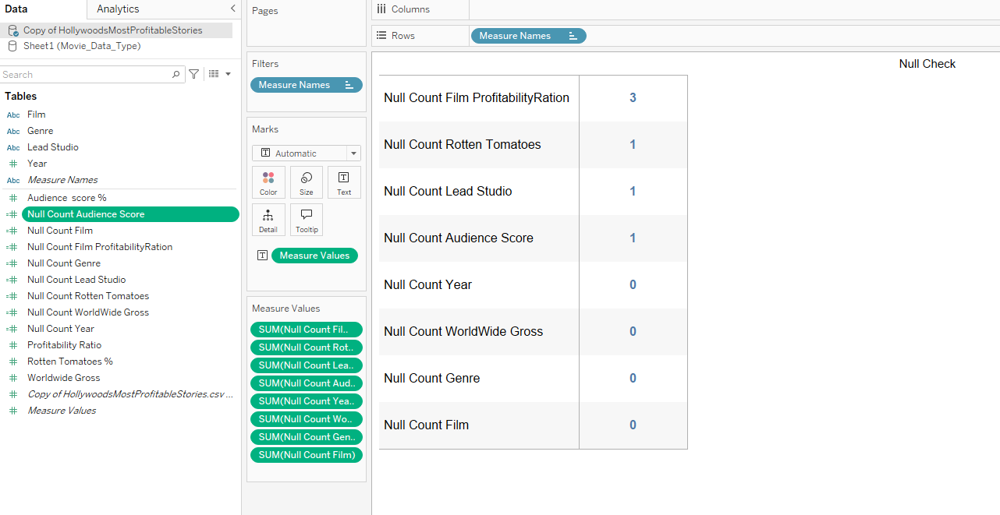 Data
Analytics
Copy of HollywoodsMostProfitableStories
Sheet1 (Movie_Data_Type)
Search
Tables
Abc Film
Abc Genre
Abc Lead Studio
# Year
Abc Measure Names
# Audience score %
=# Null Count Audience Score
=# Null Count Film
=# Null Count Film ProfitabilityRation
=# Null Count Genre
=# Null Count Lead Studio
=# Null Count Rotten Tomatoes
=# Null Count WorldWide Gross
=# Null Count Year
# Profitability Ratio
# Rotten Tomatoes %
# Worldwide Gross
# Copy of HollywoodsMostProfitableStories.csv ...
# Measure Values
Pages
Filters
Measure Names
Marks
T Automatic
Color Size Text
Detail Tooltip
T Measure Values
Measure Values
SUM(Null Count Fil..
SUM(Null Count Rot..
SUM(Null Count Lea..
SUM(Null Count Aud..
SUM(Null Count Yea..
SUM(Null Count Wo..
SUM(Null Count Gen..
SUM(Null Count Film)
Columns
Rows Measure Names
Null Check
Null Count Film ProfitabilityRation 3
Null Count Rotten Tomatoes 1
Null Count Lead Studio 1
Null Count Audience Score 1
Null Count Year 0
Null Count WorldWide Gross 0
Null Count Genre 0
Null Count Film 0